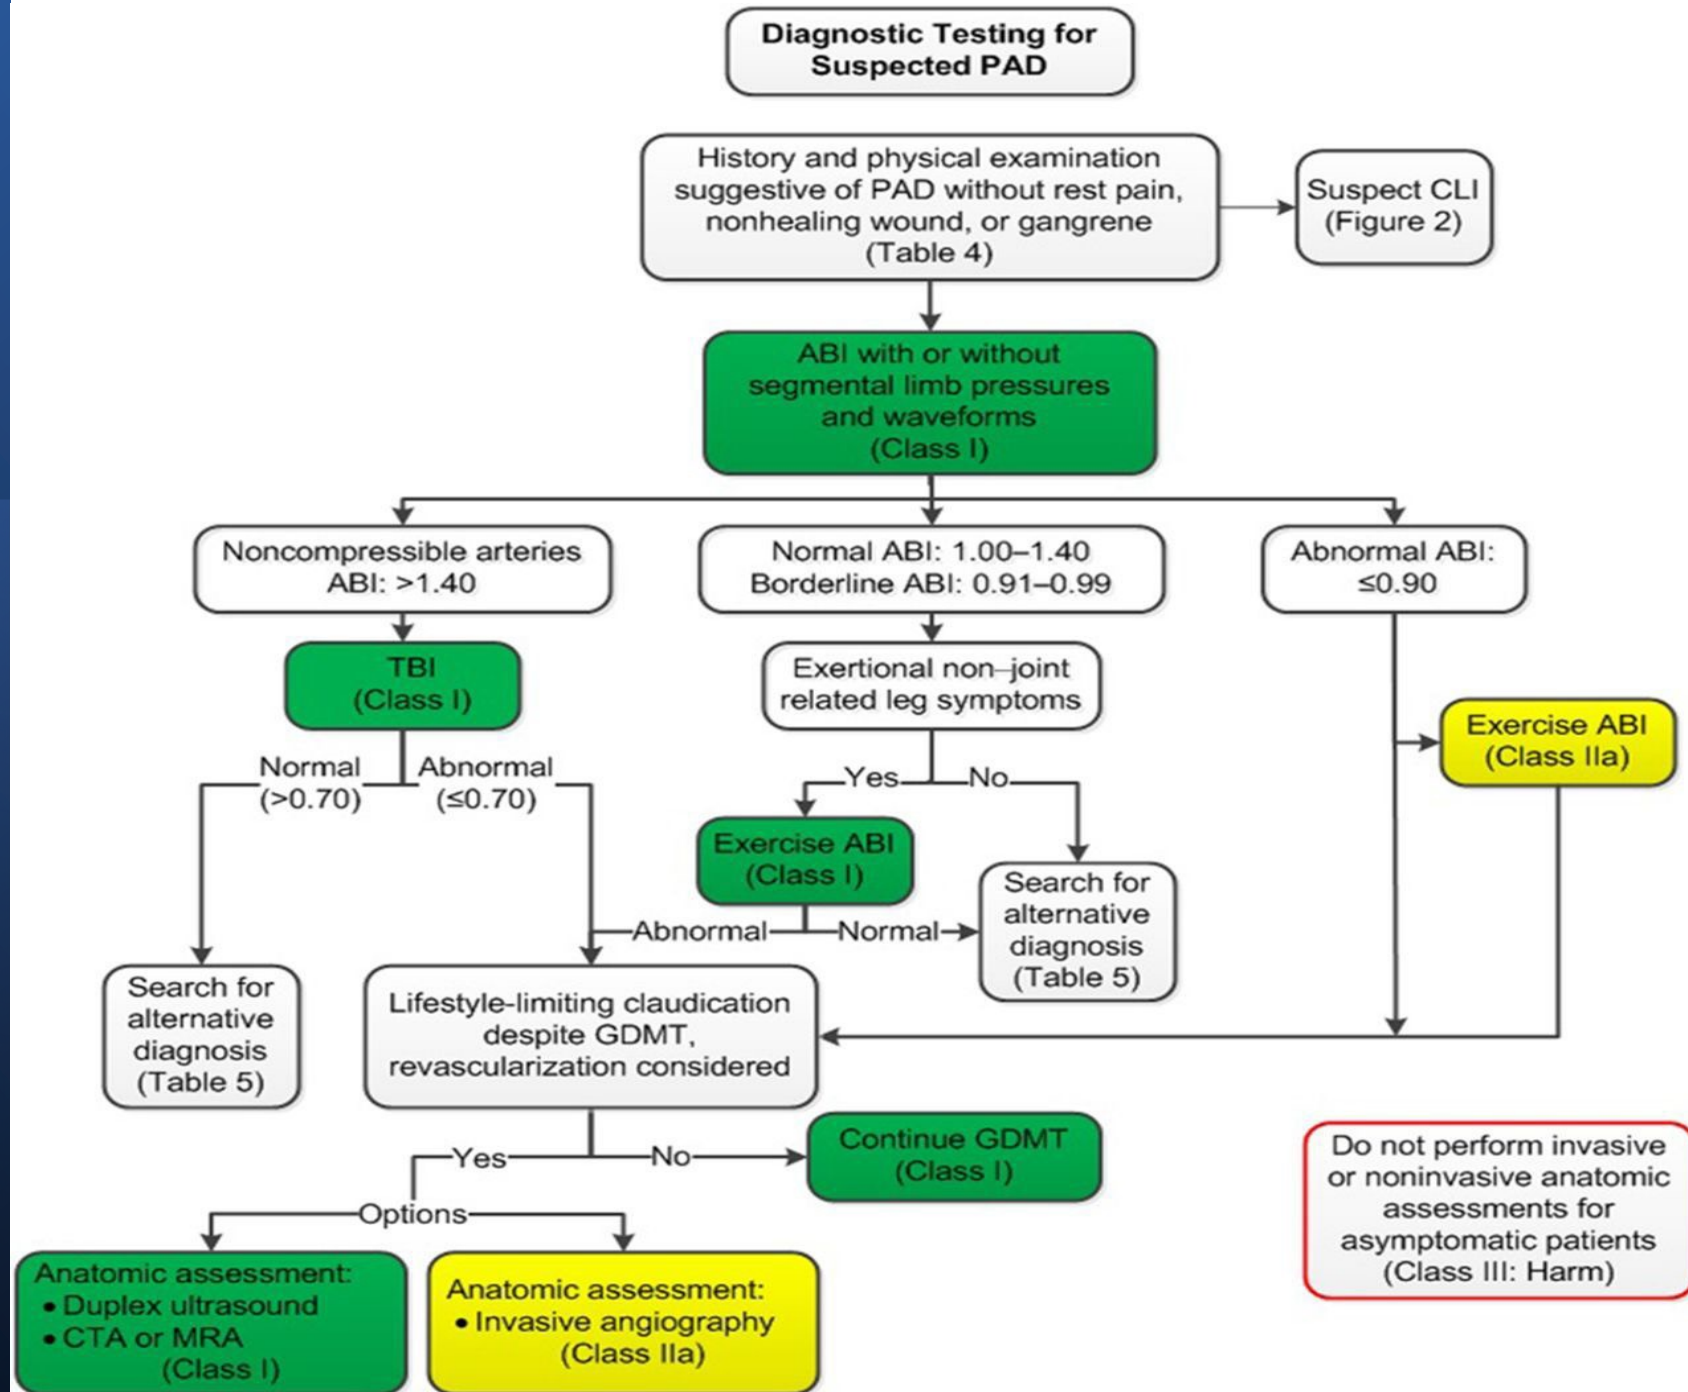 Diagnostic Testing for
Suspected PAD
History and physical examination
suggestive of PAD without rest pain,
nonhealing wound, or gangrene
(Table 4)
Suspect CLI
(Figure 2)
ABI with or without
segmental limb pressures
and waveforms
(Class I)
Noncompressible arteries
ABI: >1.40
Normal ABI: 1.00–1.40
Borderline ABI: 0.91–0.99
Abnormal ABI:
≤0.90
TBI
(Class I)
Exertional non–joint
related leg symptoms
Exercise ABI
(Class IIa)
Normal
(>0.70)
Abnormal
(≤0.70)
Yes
No
Exercise ABI
(Class I)
Search for
alternative
diagnosis
(Table 5)
Abnormal
Normal
Search for
alternative
diagnosis
(Table 5)
Lifestyle-limiting claudication
despite GDMT,
revascularization considered
Yes
No
Continue GDMT
(Class I)
Do not perform invasive
or noninvasive anatomic
assessments for
asymptomatic patients
(Class III: Harm)
Options
Anatomic assessment:
• Duplex ultrasound
• CTA or MRA
(Class I)
Anatomic assessment:
• Invasive angiography
(Class IIa)